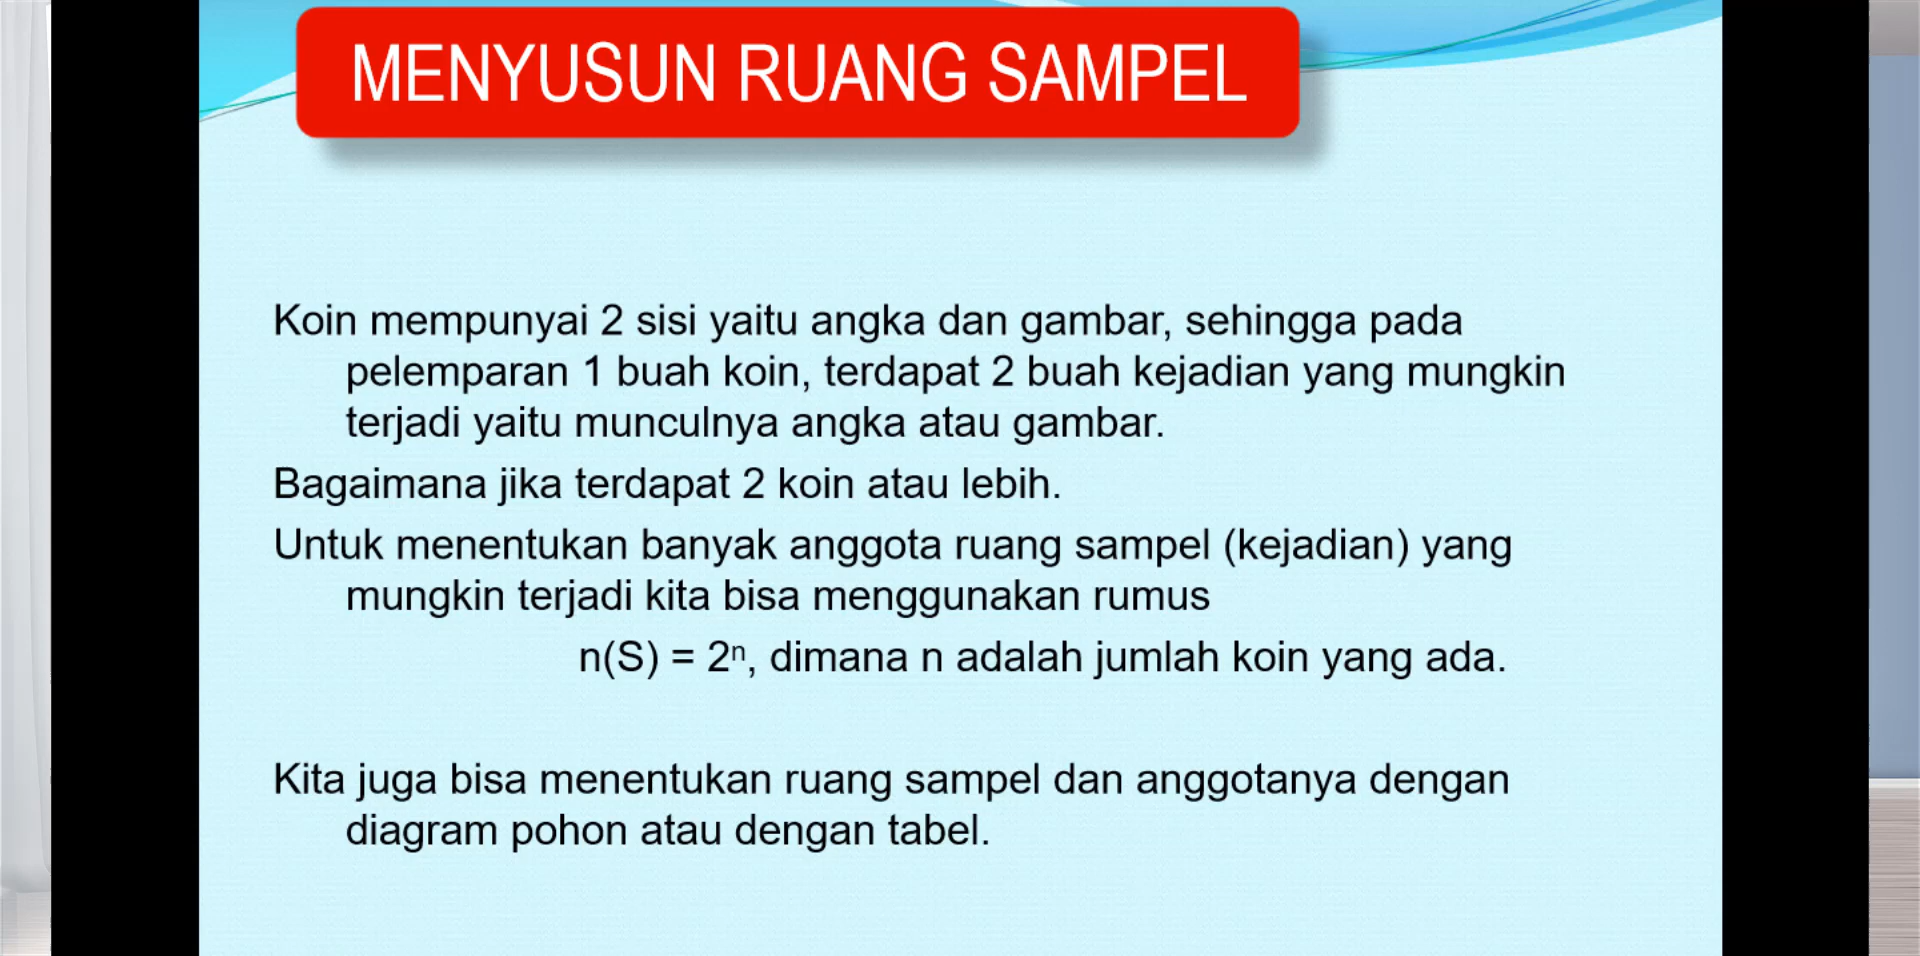 MENYUSUN RUANG SAMPEL
Koin mempunyai 2 sisi yaitu angka dan gambar, sehingga pada
pelemparan 1 buah koin, terdapat 2 buah kejadian yang mungkin
terjadi yaitu munculnya angka atau gambar.
Bagaimana jika terdapat 2 koin atau lebih.
Untuk menentukan banyak anggota ruang sampel (kejadian) yang
mungkin terjadi kita bisa menggunakan rumus
n(S) = 2ⁿ, dimana n adalah jumlah koin yang ada.
Kita juga bisa menentukan ruang sampel dan anggotanya dengan
diagram pohon atau dengan tabel.